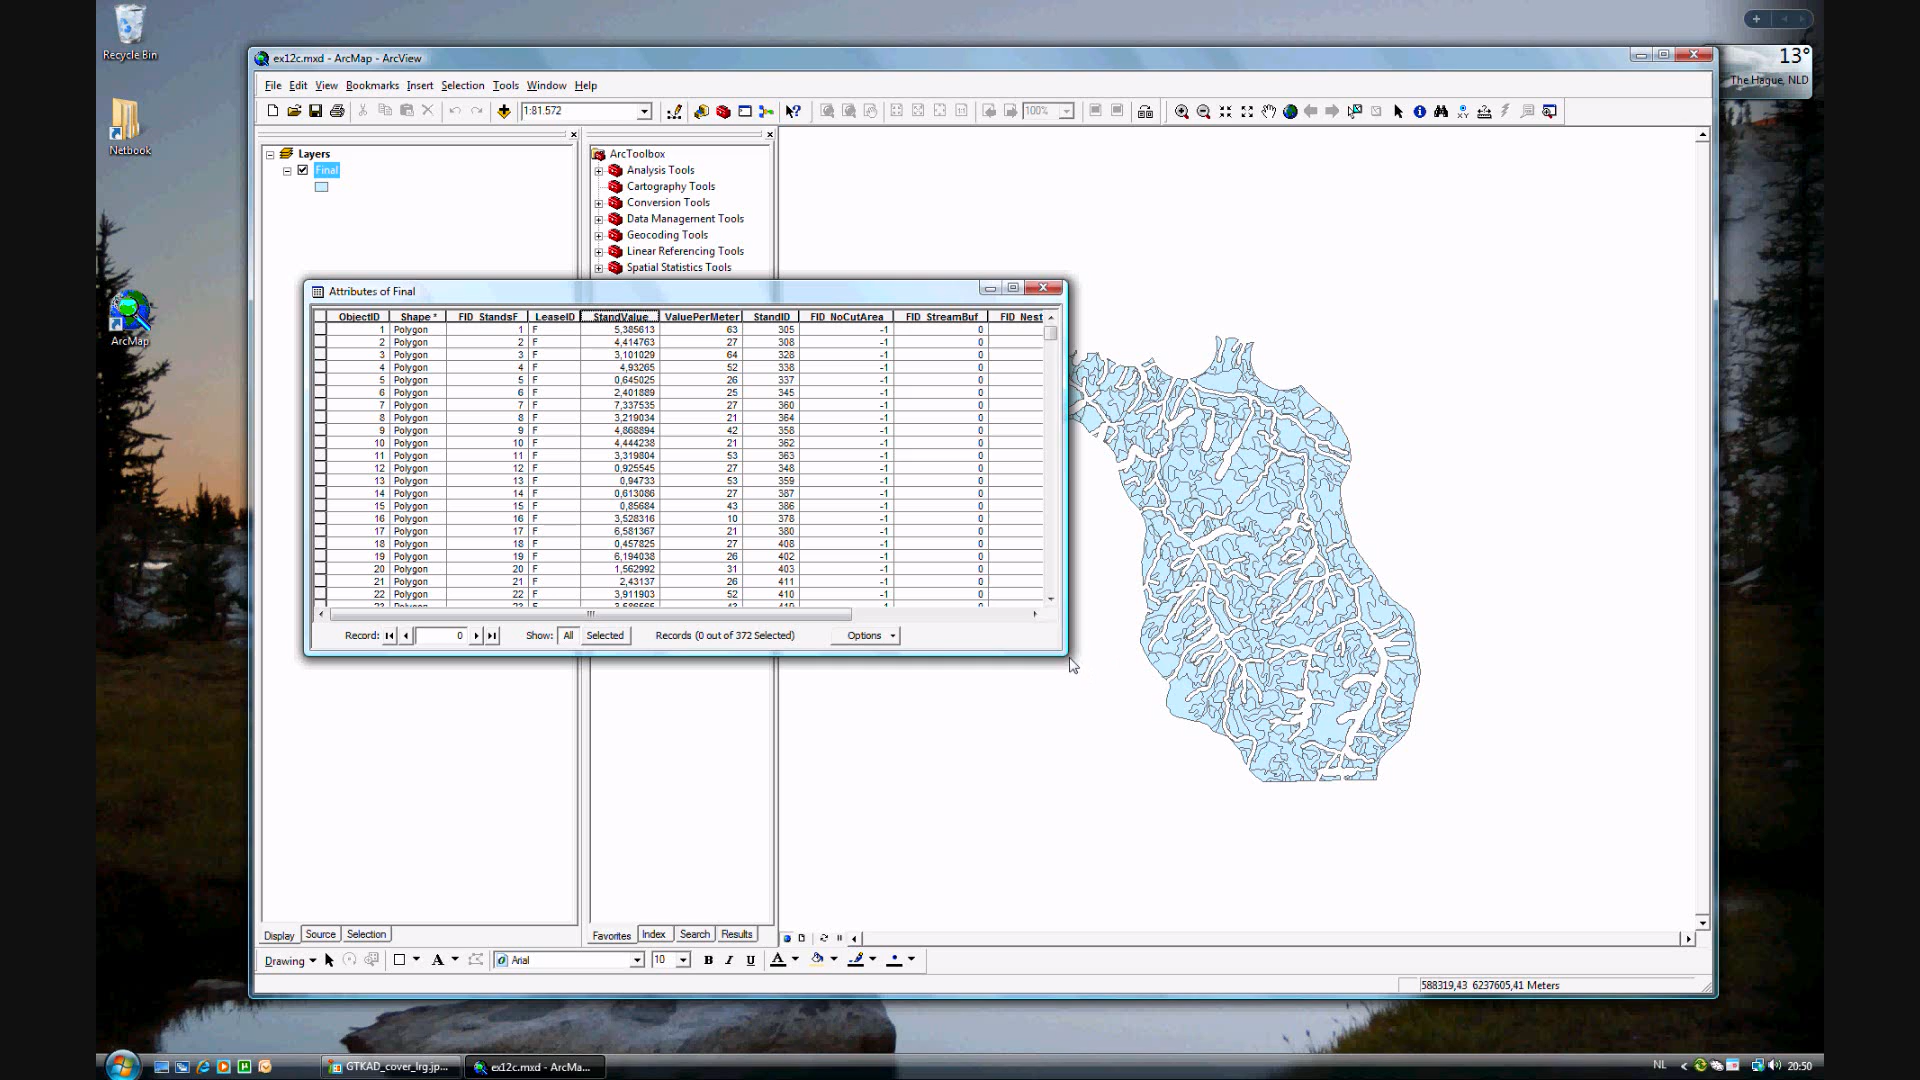 Recycle Bin
Netbook
ArcMap
13°
The Hague, NLD
ex12c.mxd - ArcMap - ArcView
File Edit View Bookmarks Insert Selection Tools Window Help
1:81.572
100%
Layers
Final
ArcToolbox
Analysis Tools
Cartography Tools
Conversion Tools
Data Management Tools
Geocoding Tools
Linear Referencing Tools
Spatial Statistics Tools
Attributes of Final
ObjectID Shape * FID_StandsF LeaseID StandValue ValuePerMeter StandID FID_NoCutArea FID_StreamBuf FID_Nest
1 Polygon 1 F 5,385613 63 305 -1 0
2 Polygon 2 F 4,414763 27 308 -1 0
3 Polygon 3 F 3,101029 64 328 -1 0
4 Polygon 4 F 4,93265 52 338 -1 0
5 Polygon 5 F 0,645025 26 337 -1 0
6 Polygon 6 F 2,401889 25 345 -1 0
7 Polygon 7 F 7,337535 27 360 -1 0
8 Polygon 8 F 3,219034 21 364 -1 0
9 Polygon 9 F 4,868894 42 358 -1 0
10 Polygon 10 F 4,444238 21 362 -1 0
11 Polygon 11 F 3,319804 53 363 -1 0
12 Polygon 12 F 0,925545 27 348 -1 0
13 Polygon 13 F 0,94733 53 359 -1 0
14 Polygon 14 F 0,613086 27 387 -1 0
15 Polygon 15 F 0,85684 43 386 -1 0
16 Polygon 16 F 3,528316 10 378 -1 0
17 Polygon 17 F 6,581367 21 380 -1 0
18 Polygon 18 F 0,457825 27 408 -1 0
19 Polygon 19 F 6,194038 26 402 -1 0
20 Polygon 20 F 1,562992 31 403 -1 0
21 Polygon 21 F 2,43137 26 411 -1 0
22 Polygon 22 F 3,911903 52 410 -1 0
Record: 0 Show: All Selected Records (0 out of 372 Selected) Options
Display Source Selection
Favorites Index Search Results
Drawing A Arial 10 B I U A
588319,43 6237605,41 Meters
GTKAD_cover_lrg.jp... ex12c.mxd - ArcMa...
NL 20:50